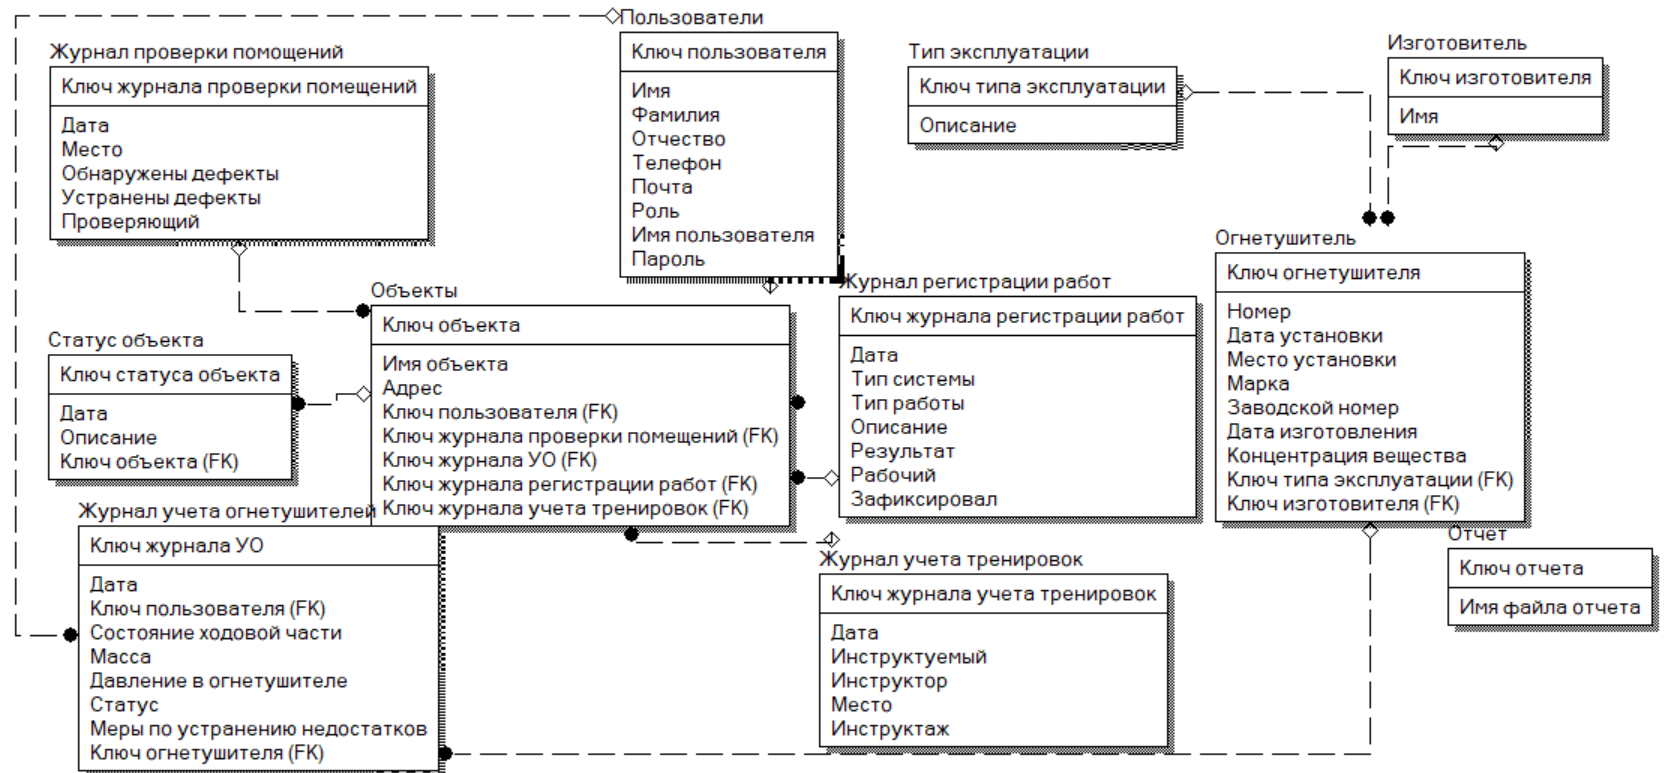 Пользователи
Ключ пользователя
Имя
Фамилия
Отчество
Телефон
Почта
Роль
Имя пользователя
Пароль
Журнал проверки помощений
Ключ журнала проверки помещений
Дата
Место
Обнаружены дефекты
Устранены дефекты
Проверяющий
Тип эксплуатации
Ключ типа эксплуатации
Описание
Изготовитель
Ключ изготовителя
Имя
Огнетушитель
Ключ огнетушителя
Номер
Дата установки
Место установки
Марка
Заводской номер
Дата изготовления
Концентрация вещества
Ключ типа эксплуатации (FK)
Ключ изготовителя (FK)
Объекты
Ключ объекта
Имя объекта
Адрес
Ключ пользователя (FK)
Ключ журнала проверки помещений (FK)
Ключ журнала УО (FK)
Ключ журнала регистрации работ (FK)
Ключ журнала учета тренировок (FK)
Журнал регистрации работ
Ключ журнала регистрации работ
Дата
Тип системы
Тип работы
Описание
Результат
Рабочий
Зафиксировал
Статус объекта
Ключ статуса объекта
Дата
Описание
Ключ объекта (FK)
Журнал учета огнетушителей
Ключ журнала УО
Дата
Ключ пользователя (FK)
Состояние ходовой части
Масса
Давление в огнетушителе
Статус
Меры по устранению недостатков
Ключ огнетушителя (FK)
Журнал учета тренировок
Ключ журнала учета тренировок
Дата
Инструктуемый
Инструктор
Место
Инструктаж
Отчет
Ключ отчета
Имя файла отчета